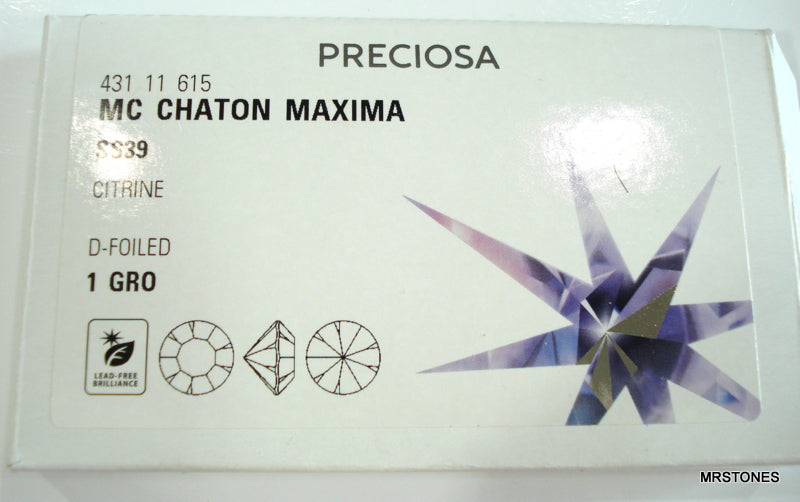 PRECIOSA
431 11 615
MC CHATON MAXIMA
SS39
CITRINE
D-FOILED
1 GRO
LEAD-FREE
BRILLIANCE
MRSTONES